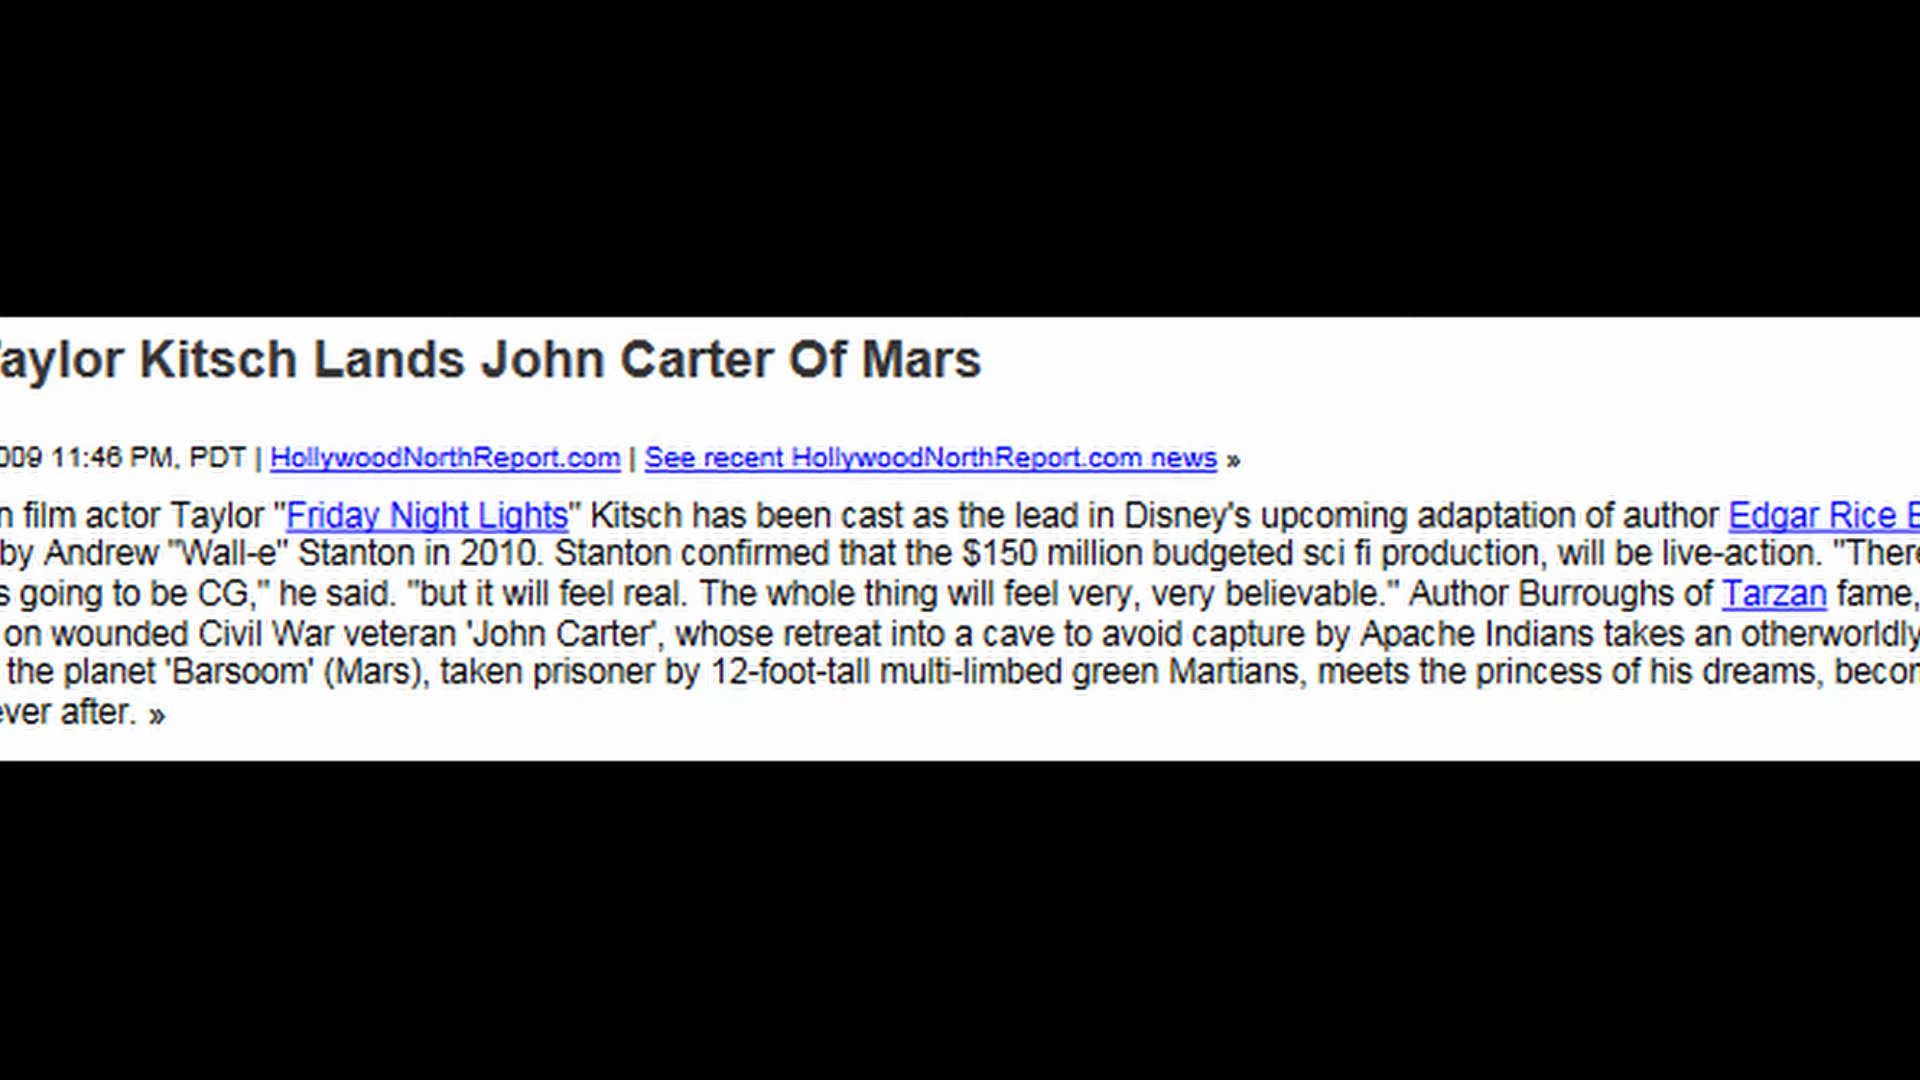 aylor Kitsch Lands John Carter Of Mars
009 11:46 PM, PDT | HollywoodNorthReport.com | See recent HollywoodNorthReport.com news »
n film actor Taylor "Friday Night Lights" Kitsch has been cast as the lead in Disney's upcoming adaptation of author Edgar Rice B
by Andrew "Wall-e" Stanton in 2010. Stanton confirmed that the $150 million budgeted sci fi production, will be live-action. "There
s going to be CG," he said. "but it will feel real. The whole thing will feel very, very believable." Author Burroughs of Tarzan fame,
on wounded Civil War veteran 'John Carter', whose retreat into a cave to avoid capture by Apache Indians takes an otherworldly
the planet 'Barsoom' (Mars), taken prisoner by 12-foot-tall multi-limbed green Martians, meets the princess of his dreams, becom
ever after. »